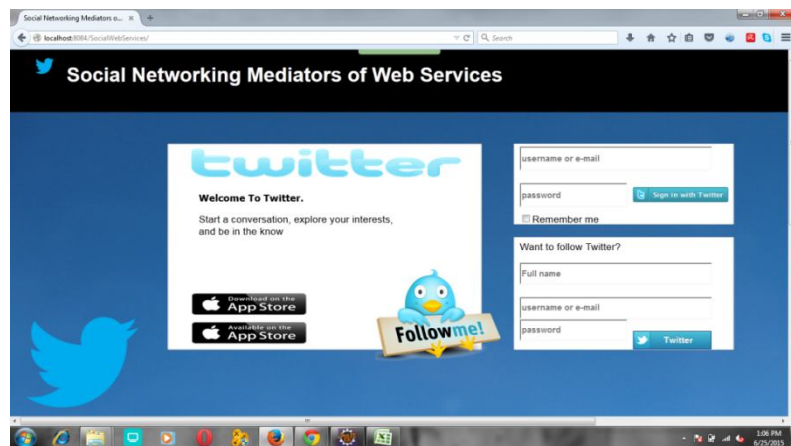 Social Networking Mediators o...
localhost:8084/SocialWebServices/
Search
Social Networking Mediators of Web Services
twitter
Welcome To Twitter.
Start a conversation, explore your interests,
and be in the know
Download on the
App Store
Available on the
App Store
Followme!
username or e-mail
password
Sign in with Twitter
Remember me
Want to follow Twitter?
Full name
username or e-mail
password
Twitter
1:06 PM
6/25/2015